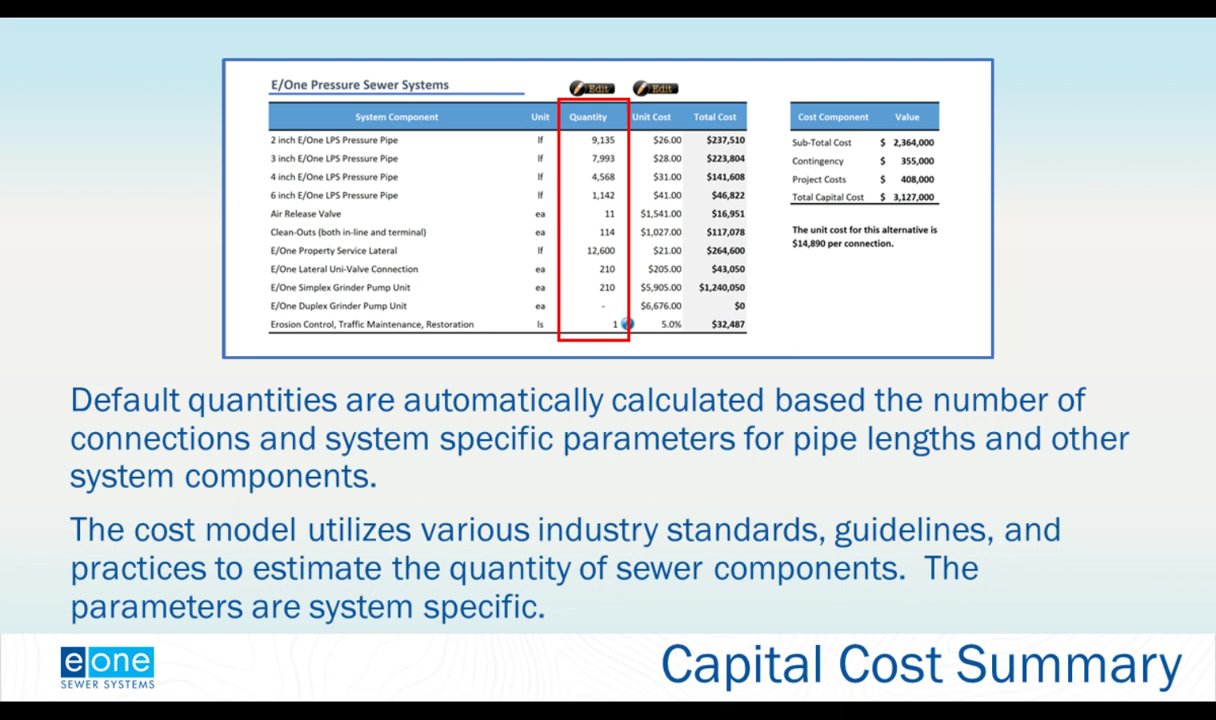 E/One Pressure Sewer Systems
Edit Edit
System Component Unit Quantity Unit Cost Total Cost
2 inch E/One LPS Pressure Pipe lf 9,135 $26.00 $237,510
3 inch E/One LPS Pressure Pipe lf 7,993 $28.00 $223,804
4 inch E/One LPS Pressure Pipe lf 4,568 $31.00 $141,608
6 inch E/One LPS Pressure Pipe lf 1,142 $41.00 $46,822
Air Release Valve ea 11 $1,541.00 $16,951
Clean-Outs (both in-line and terminal) ea 114 $1,027.00 $117,078
E/One Property Service Lateral lf 12,600 $21.00 $264,600
E/One Lateral Uni-Valve Connection ea 210 $205.00 $43,050
E/One Simplex Grinder Pump Unit ea 210 $5,905.00 $1,240,050
E/One Duplex Grinder Pump Unit ea - $6,676.00 $0
Erosion Control, Traffic Maintenance, Restoration ls 1 5.0% $32,487
Cost Component Value
Sub-Total Cost $ 2,364,000
Contingency $ 355,000
Project Costs $ 408,000
Total Capital Cost $ 3,127,000
The unit cost for this alternative is
$14,890 per connection.
Default quantities are automatically calculated based the number of
connections and system specific parameters for pipe lengths and other
system components.
The cost model utilizes various industry standards, guidelines, and
practices to estimate the quantity of sewer components. The
parameters are system specific.
e one
SEWER SYSTEMS
Capital Cost Summary